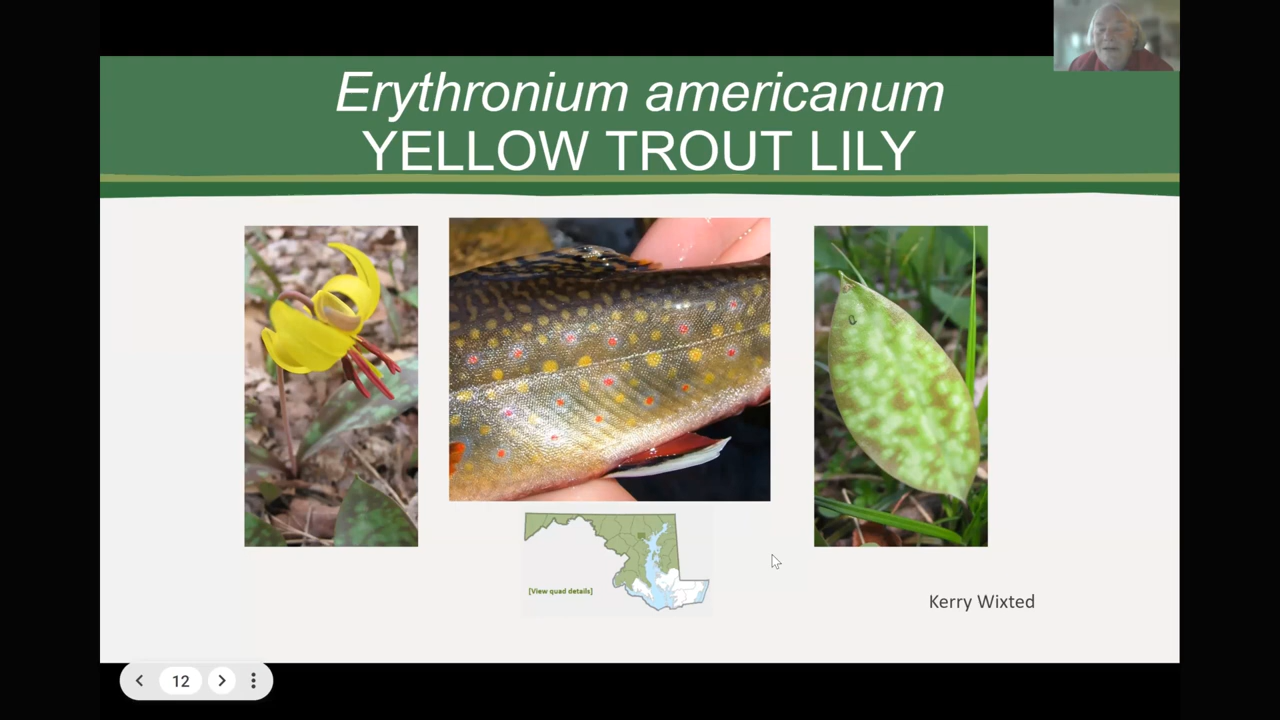 Erythronium americanum
YELLOW TROUT LILY
[View quad details]
Kerry Wixted
12